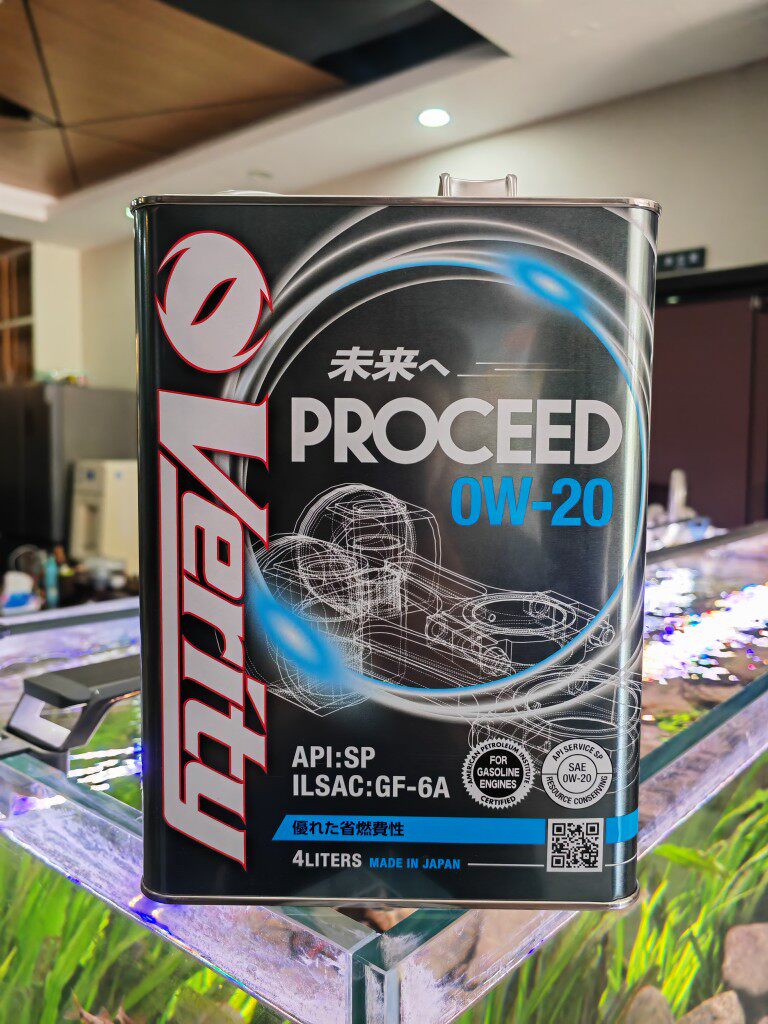 Verity
未来へ
PROCEED
0W-20
API:SP
ILSAC:GF-6A
AMERICAN PETROLEUM INSTITUTE
FOR
GASOLINE
ENGINES
CERTIFIED
API SERVICE SP
SAE
0W-20
RESOURCE CONSERVING
優れた省燃費性
4LITERS MADE IN JAPAN